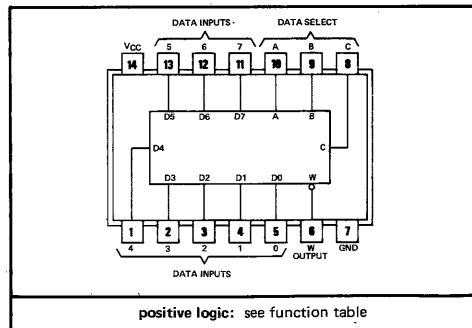 DATA INPUTS DATA SELECT
VCC 5 6 7 A B C
14 13 12 11 10 9 8
D5 D6 D7 A B
D4 C
D3 D2 D1 D0 W
1 2 3 4 5 6 7
4 3 2 1 0 W GND
OUTPUT
DATA INPUTS
positive logic: see function table